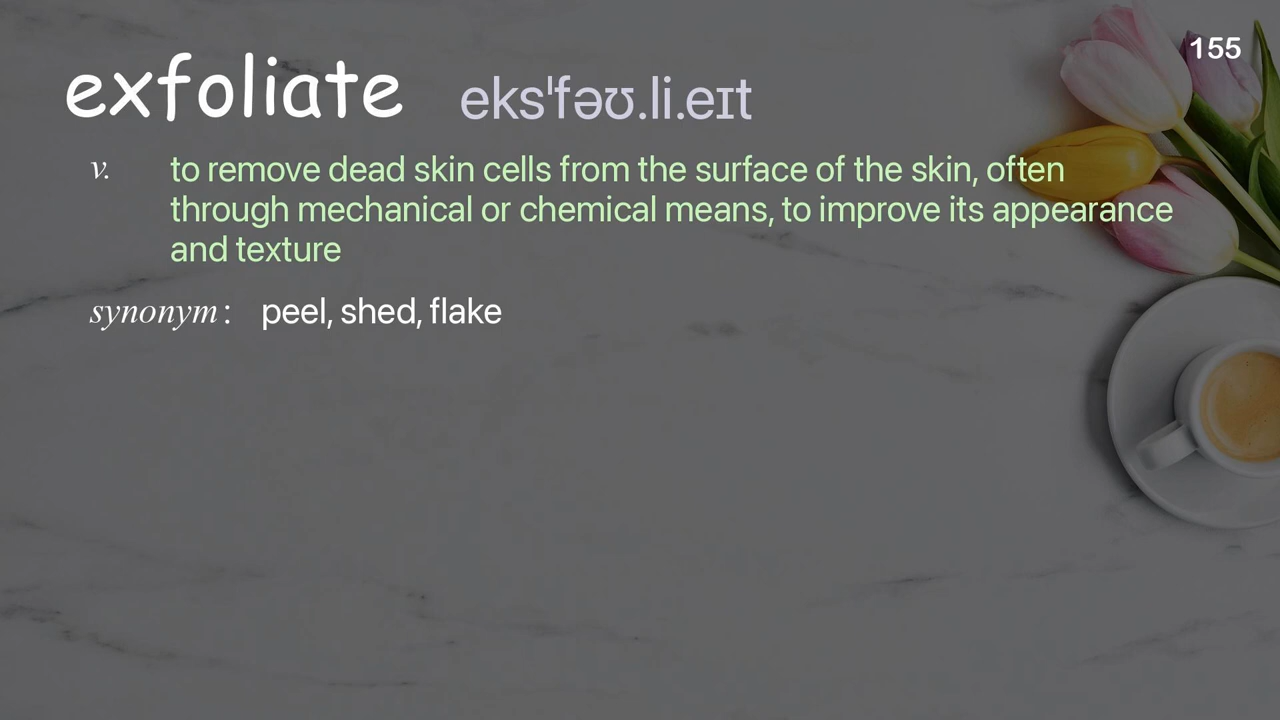 155
exfoliate eksˈfəʊ.li.eɪt
v. to remove dead skin cells from the surface of the skin, often
through mechanical or chemical means, to improve its appearance
and texture
synonym: peel, shed, flake